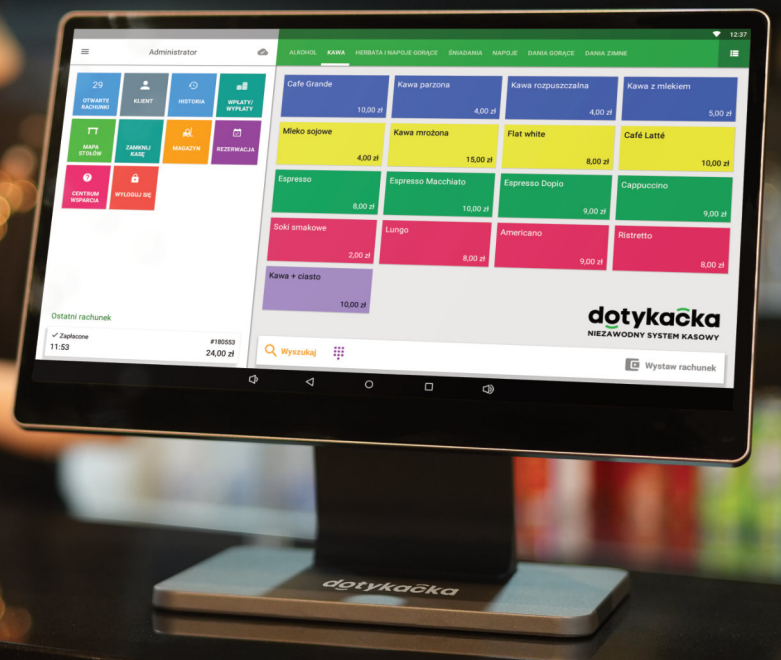 12:37
Administrator
ALKOHOL KAWA HERBATA I NAPOJE GORĄCE ŚNIADANIA NAPOJE DANIA GORĄCE DANIA ZIMNE
29
OTWARTE
RACHUNKI
KLIENT
HISTORIA
WPŁATY/
WYPŁATY
MAPA
STOŁÓW
ZAMKNIJ
KASĘ
MAGAZYN
REZERWACJA
CENTRUM
WSPARCIA
WYLOGUJ SIĘ
Cafe Grande
10,00 zł
Kawa parzona
4,00 zł
Kawa rozpuszczalna
4,00 zł
Kawa z mlekiem
5,00 zł
Mleko sojowe
4,00 zł
Kawa mrożona
15,00 zł
Flat white
8,00 zł
Café Latté
10,00 zł
Espresso
8,00 zł
Espresso Macchiato
10,00 zł
Espresso Dopio
9,00 zł
Cappuccino
9,00 zł
Soki smakowe
2,00 zł
Lungo
8,00 zł
Americano
9,00 zł
Ristretto
8,00 zł
Kawa + ciasto
10,00 zł
dotykačka
NIEZAWODNY SYSTEM KASOWY
Ostatni rachunek
Zapłacone #180553
11:53 24,00 zł
Wyszukaj
Wystaw rachunek
dotykačka